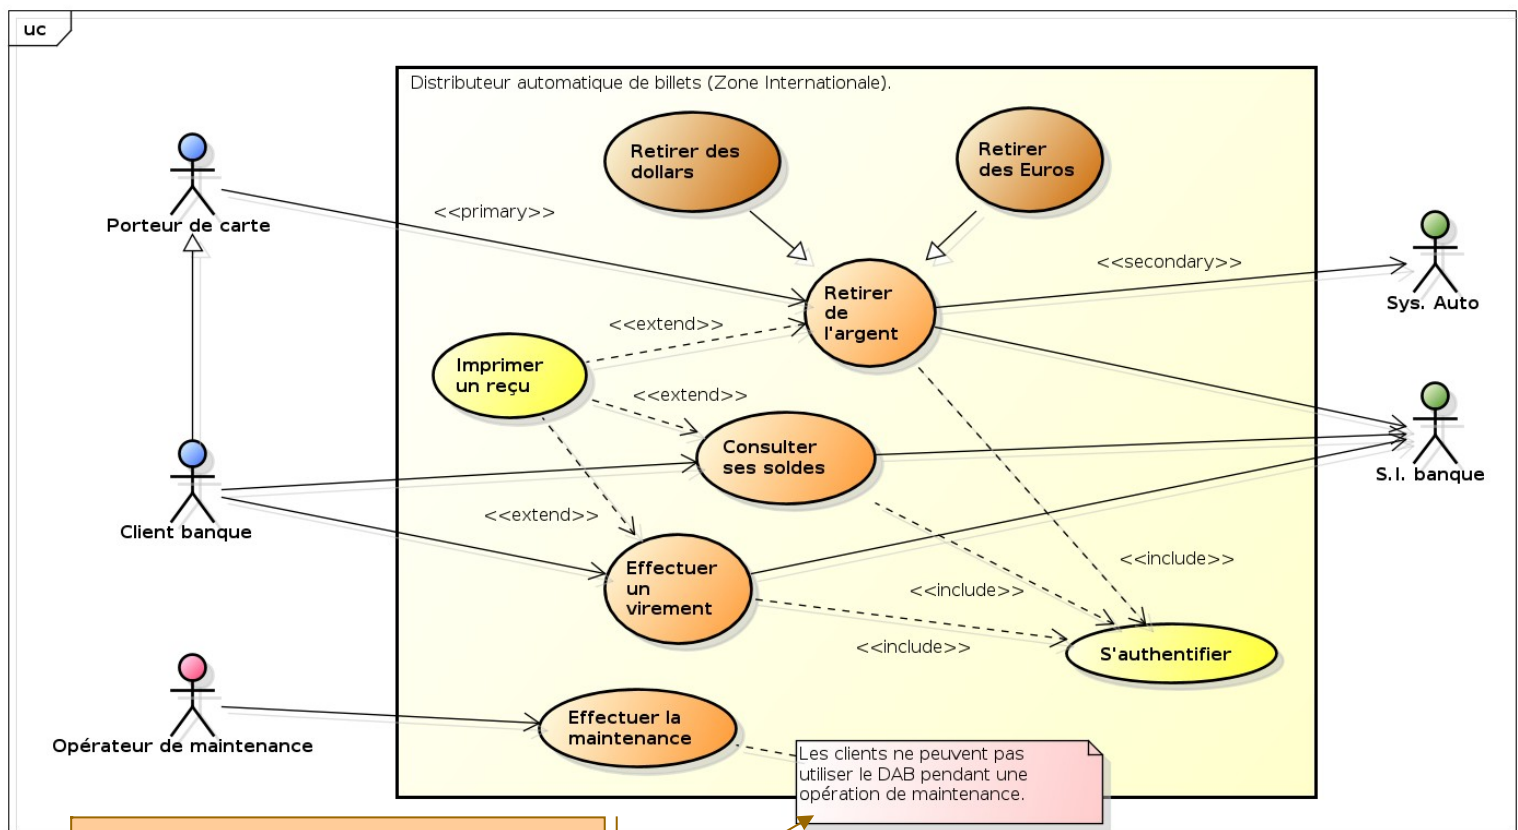 uc
Distributeur automatique de billets (Zone Internationale).
Retirer des
dollars
Retirer
des Euros
Porteur de carte
<<primary>>
<<secondary>>
Sys. Auto
Retirer
de
l'argent
<<extend>>
Imprimer
un reçu
<<extend>>
Consulter
ses soldes
S.I. banque
Client banque
<<extend>>
Effectuer
un
virement
<<include>>
<<include>>
<<include>>
S'authentifier
Opérateur de maintenance
Effectuer la
maintenance
Les clients ne peuvent pas
utiliser le DAB pendant une
opération de maintenance.